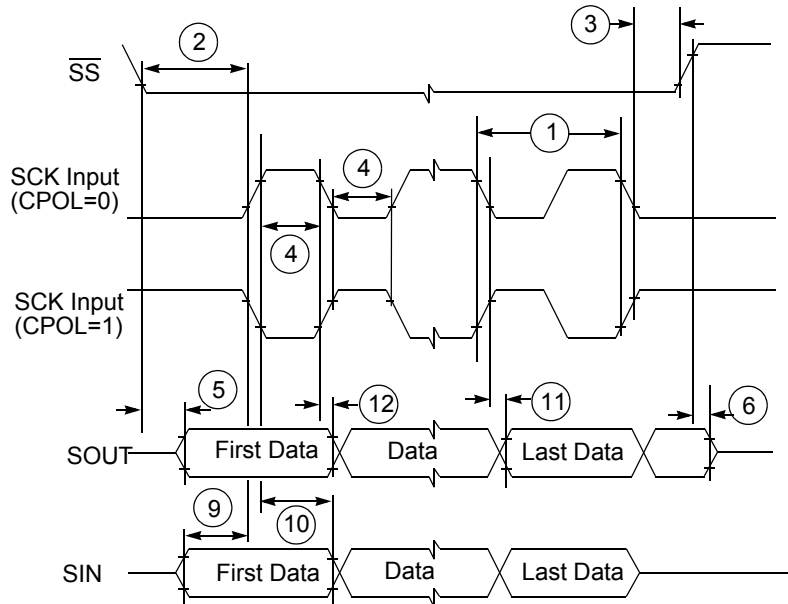 2
3
S̅S̅
1
SCK Input
(CPOL=0)
4
4
SCK Input
(CPOL=1)
5
12
11
6
SOUT
First Data
Data
Last Data
9
10
SIN
First Data
Data
Last Data